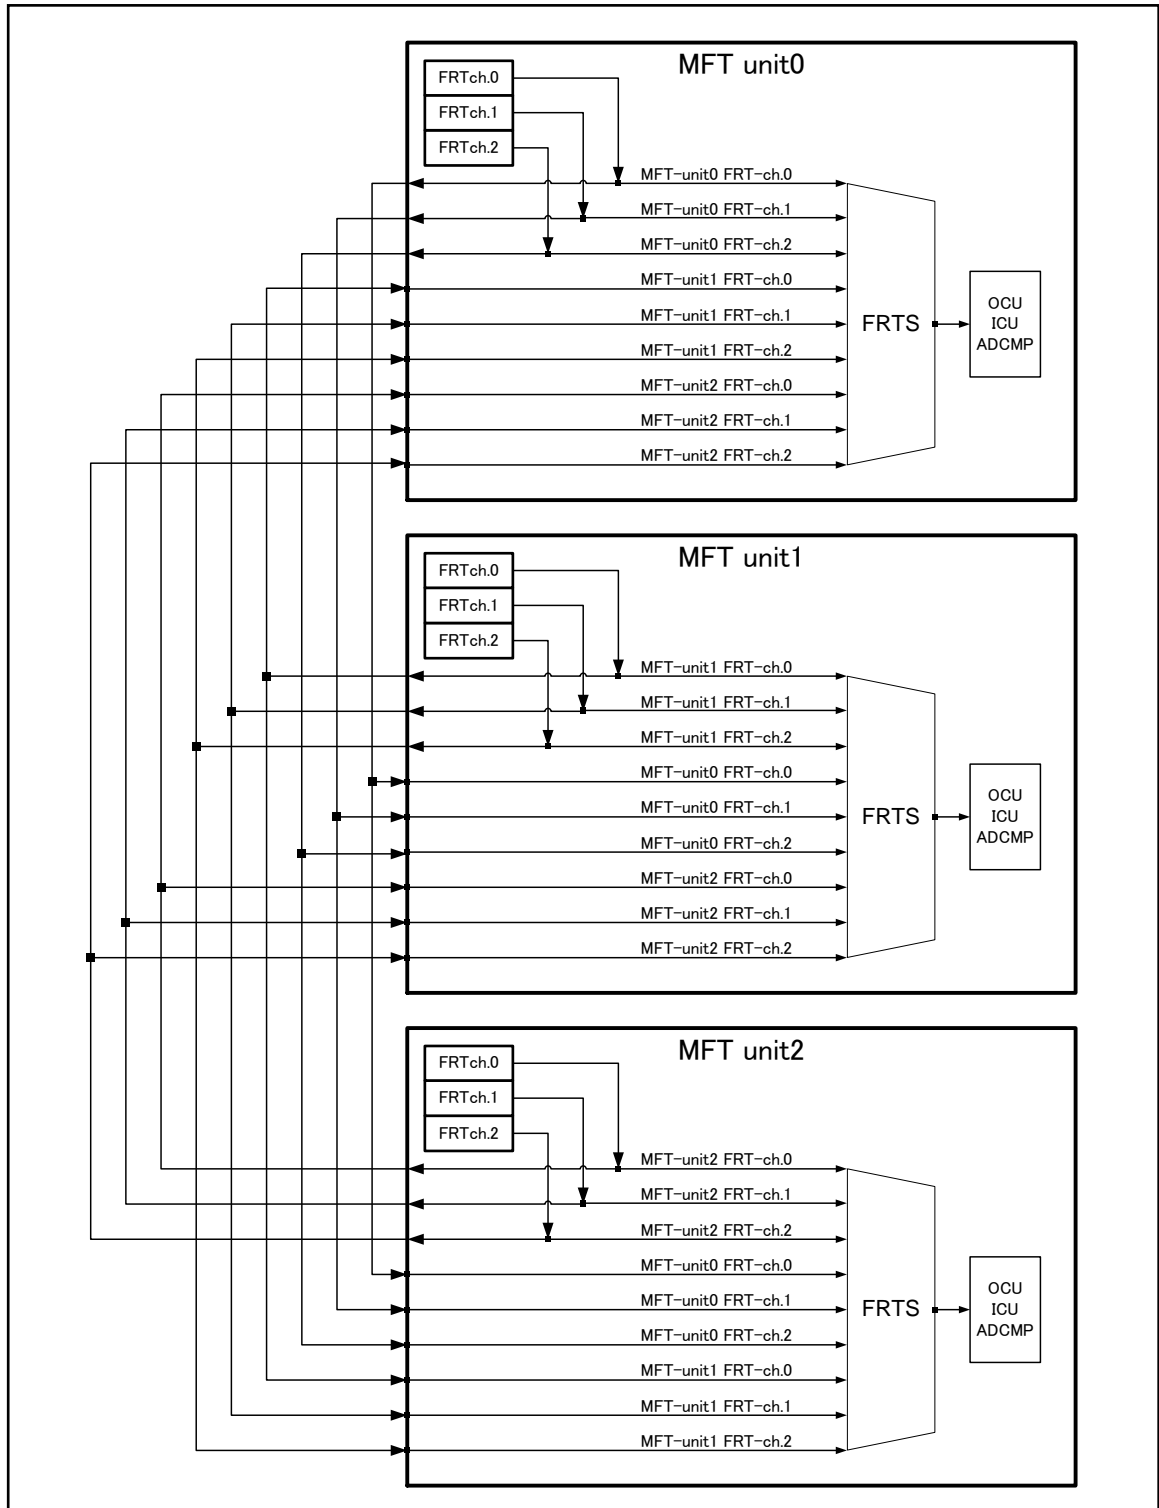 MFT unit0
FRTch.0
FRTch.1
FRTch.2
MFT-unit0 FRT-ch.0
MFT-unit0 FRT-ch.1
MFT-unit0 FRT-ch.2
MFT-unit1 FRT-ch.0
MFT-unit1 FRT-ch.1
MFT-unit1 FRT-ch.2
MFT-unit2 FRT-ch.0
MFT-unit2 FRT-ch.1
MFT-unit2 FRT-ch.2
FRTS
OCU
ICU
ADCMP
MFT unit1
FRTch.0
FRTch.1
FRTch.2
MFT-unit1 FRT-ch.0
MFT-unit1 FRT-ch.1
MFT-unit1 FRT-ch.2
MFT-unit0 FRT-ch.0
MFT-unit0 FRT-ch.1
MFT-unit0 FRT-ch.2
MFT-unit2 FRT-ch.0
MFT-unit2 FRT-ch.1
MFT-unit2 FRT-ch.2
FRTS
OCU
ICU
ADCMP
MFT unit2
FRTch.0
FRTch.1
FRTch.2
MFT-unit2 FRT-ch.0
MFT-unit2 FRT-ch.1
MFT-unit2 FRT-ch.2
MFT-unit0 FRT-ch.0
MFT-unit0 FRT-ch.1
MFT-unit0 FRT-ch.2
MFT-unit1 FRT-ch.0
MFT-unit1 FRT-ch.1
MFT-unit1 FRT-ch.2
FRTS
OCU
ICU
ADCMP